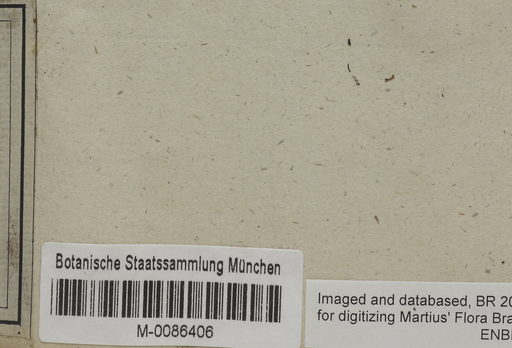 Botanische Staatssammlung München
M-0086406
Imaged and databased, BR 20
for digitizing Martius' Flora Bra
ENB